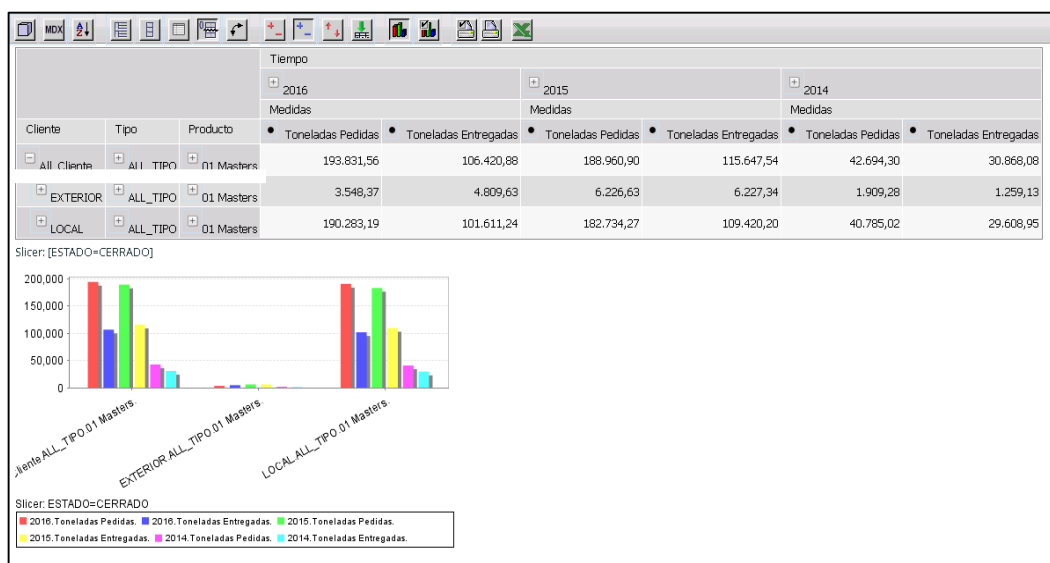 MDX
Tiempo
2016 2015 2014
Medidas Medidas Medidas
Cliente Tipo Producto Toneladas Pedidas Toneladas Entregadas Toneladas Pedidas Toneladas Entregadas Toneladas Pedidas Toneladas Entregadas
All_Cliente ALL_TIPO 01 Masters 193.831,56 106.420,88 188.960,90 115.647,54 42.694,30 30.868,08
EXTERIOR ALL_TIPO 01 Masters 3.548,37 4.809,63 6.226,63 6.227,34 1.909,28 1.259,13
LOCAL ALL_TIPO 01 Masters 190.283,19 101.611,24 182.734,27 109.420,20 40.785,02 29.608,95
Slicer: [ESTADO=CERRADO]
200,000
150,000
100,000
50,000
0
Cliente.ALL_TIPO.01 Masters.
EXTERIOR.ALL_TIPO.01 Masters.
LOCAL.ALL_TIPO.01 Masters.
Slicer: ESTADO=CERRADO
2016.Toneladas Pedidas. 2016.Toneladas Entregadas. 2015.Toneladas Pedidas.
2015.Toneladas Entregadas. 2014.Toneladas Pedidas. 2014.Toneladas Entregadas.